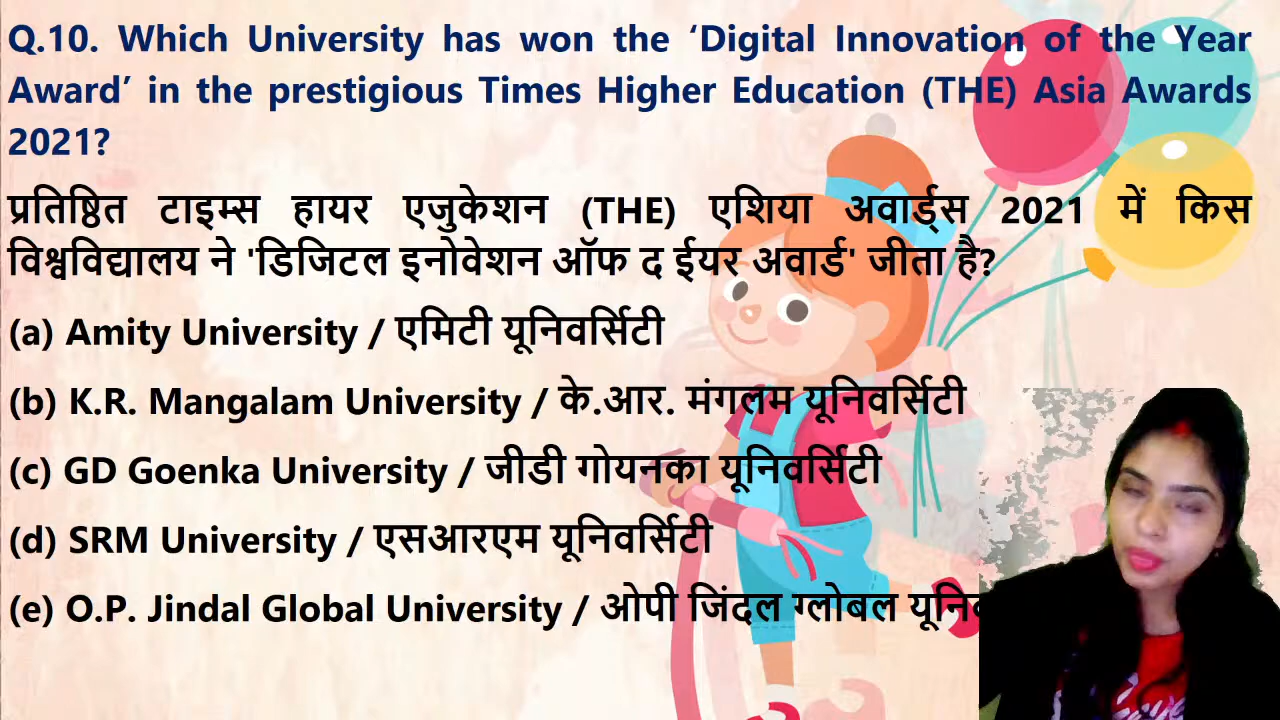 Q.10. Which University has won the ‘Digital Innovation of the Year
Award’ in the prestigious Times Higher Education (THE) Asia Awards
2021?
प्रतिष्ठित टाइम्स हायर एजुकेशन (THE) एशिया अवार्ड्स 2021 में किस
विश्वविद्यालय ने 'डिजिटल इनोवेशन ऑफ द ईयर अवार्ड' जीता है?
(a) Amity University / एमिटी यूनिवर्सिटी
(b) K.R. Mangalam University / के.आर. मंगलम यूनिवर्सिटी
(c) GD Goenka University / जीडी गोयनका यूनिवर्सिटी
(d) SRM University / एसआरएम यूनिवर्सिटी
(e) O.P. Jindal Global University / ओपी जिंदल ग्लोबल